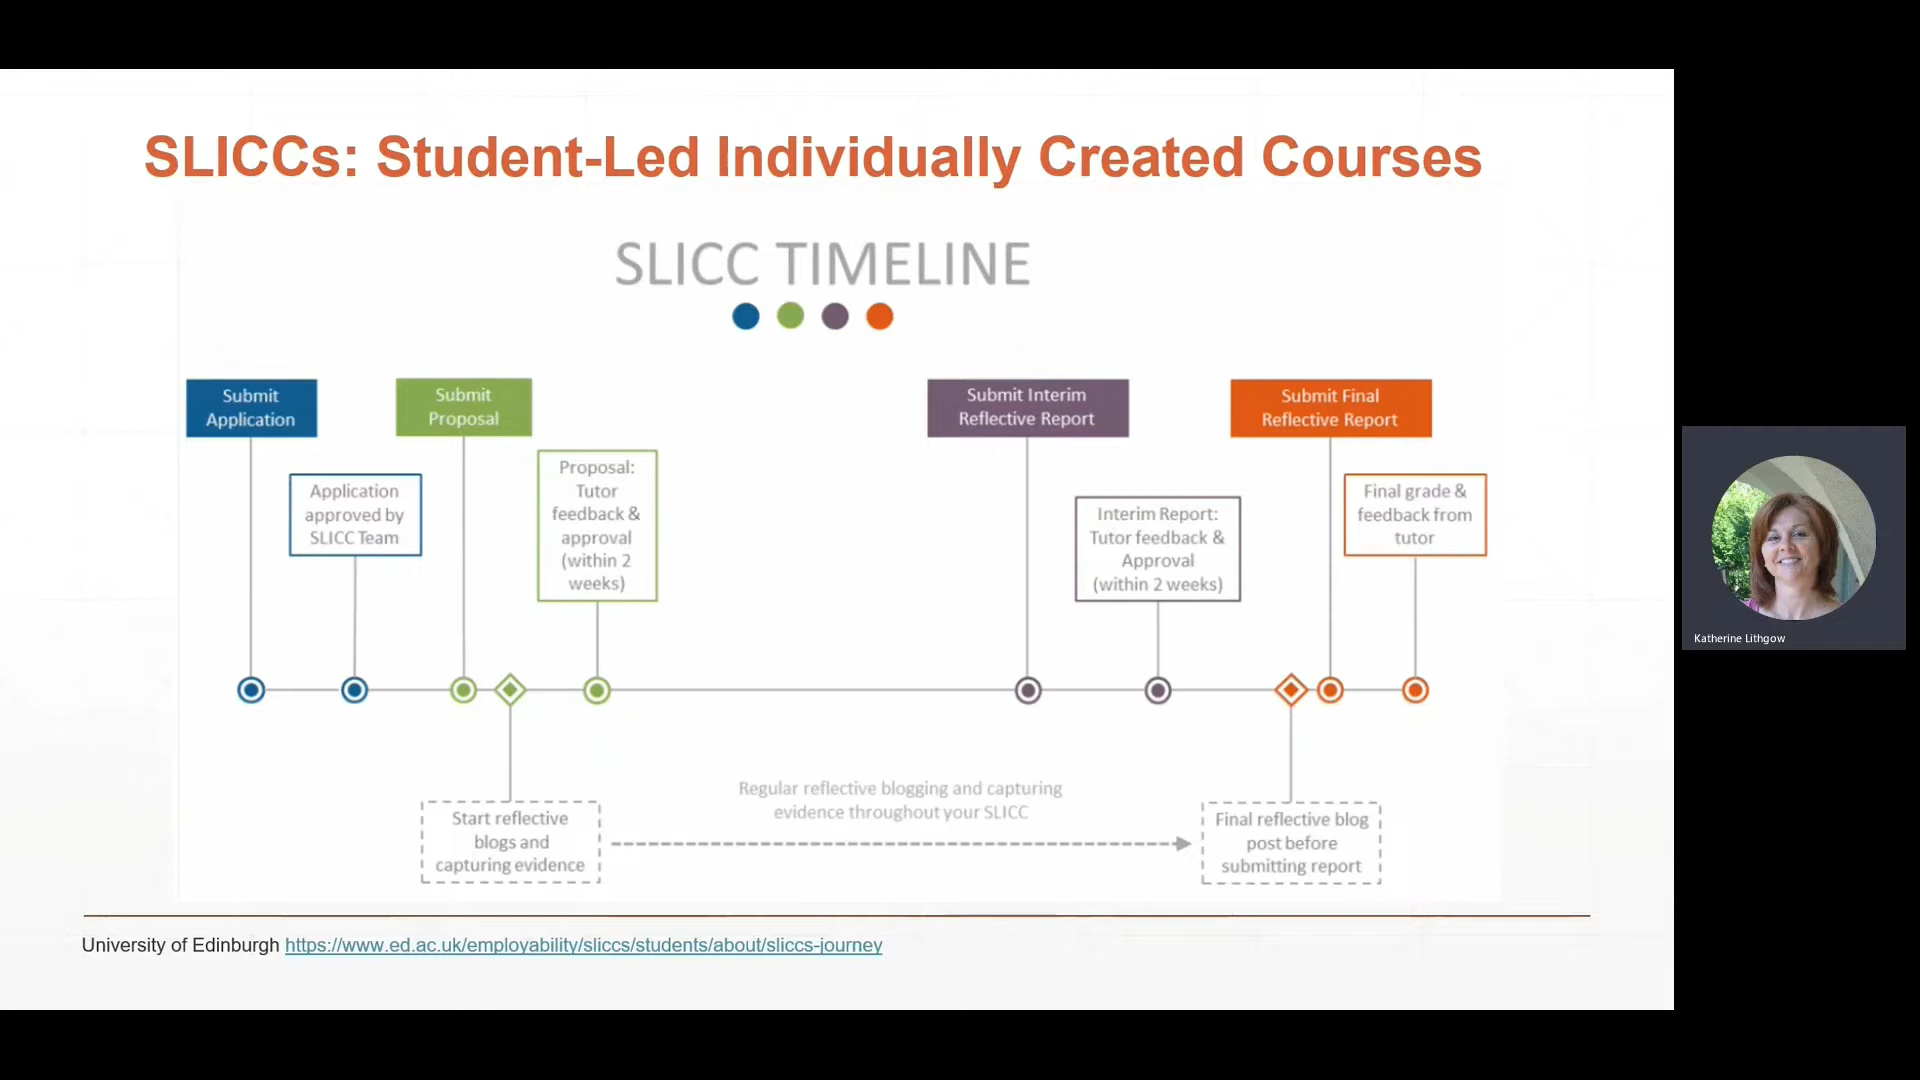 SLICCs: Student-Led Individually Created Courses
SLICC TIMELINE
Submit
Application
Submit
Proposal
Submit Interim
Reflective Report
Submit Final
Reflective Report
Application
approved by
SLICC Team
Proposal:
Tutor
feedback &
approval
(within 2
weeks)
Interim Report:
Tutor feedback &
Approval
(within 2 weeks)
Final grade &
feedback from
tutor
Start reflective
blogs and
capturing evidence
Regular reflective blogging and capturing
evidence throughout your SLICC
Final reflective blog
post before
submitting report
University of Edinburgh https://www.ed.ac.uk/employability/sliccs/students/about/sliccs-journey
Katherine Lithgow